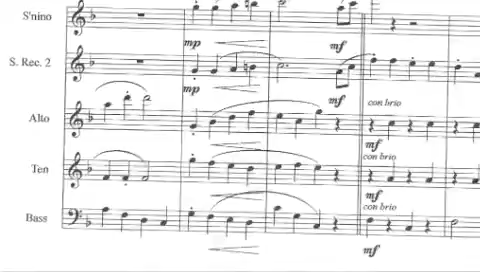 S'nino
mp
mf
S. Rec. 2
mp
mf
con brio
Alto
mf
con brio
Ten
mf
con brio
Bass
mf